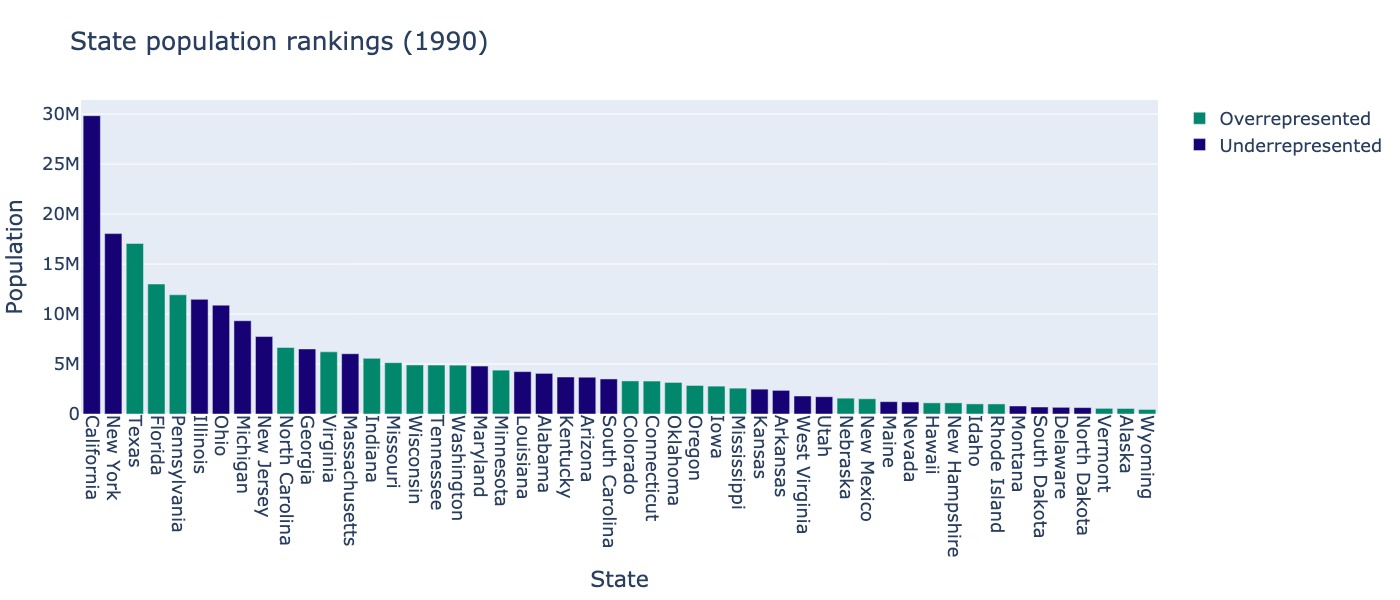 State population rankings (1990)
Overrepresented
Underrepresented
Population
30M
25M
20M
15M
10M
5M
0
California
New York
Texas
Florida
Pennsylvania
Illinois
Ohio
Michigan
New Jersey
North Carolina
Georgia
Virginia
Massachusetts
Indiana
Missouri
Wisconsin
Tennessee
Washington
Maryland
Minnesota
Louisiana
Alabama
Kentucky
Arizona
South Carolina
Colorado
Connecticut
Oklahoma
Oregon
Iowa
Mississippi
Kansas
Arkansas
West Virginia
Utah
Nebraska
New Mexico
Maine
Nevada
Hawaii
New Hampshire
Idaho
Rhode Island
Montana
South Dakota
Delaware
North Dakota
Vermont
Alaska
Wyoming
State